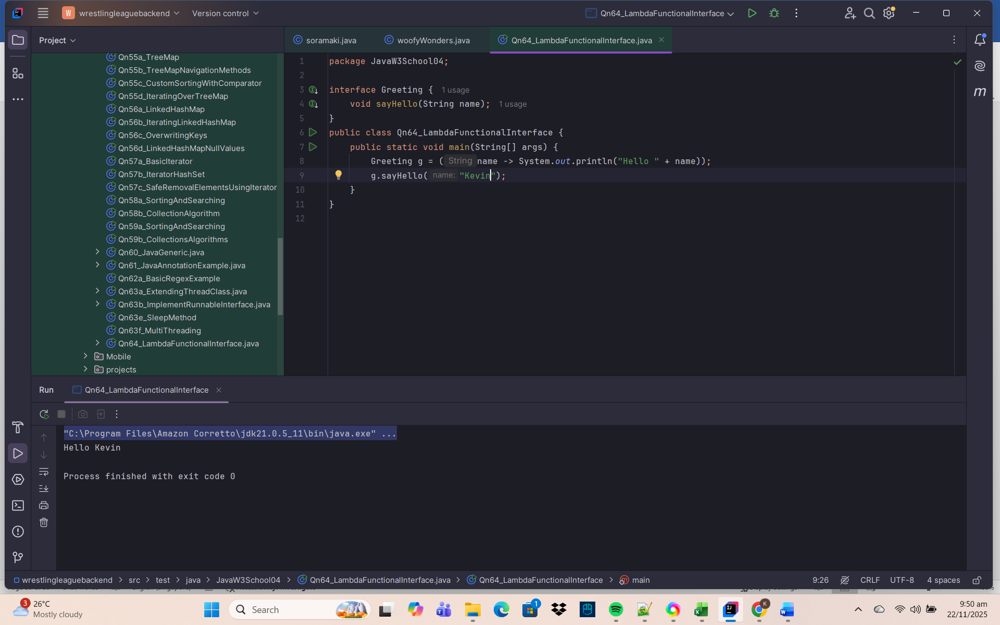 W wrestlingleaguebackend Version control Qn64_LambdaFunctionalInterface
Project soramaki.java woofyWonders.java Qn64_LambdaFunctionalInterface.java
Qn55a_TreeMap
Qn55b_TreeMapNavigationMethods
Qn55c_CustomSortingWithComparator
Qn55d_IteratingOverTreeMap
Qn56a_LinkedHashMap
Qn56b_IteratingLinkedHashMap
Qn56c_OverwritingKeys
Qn56d_LinkedHashMapNullValues
Qn57a_BasicIterator
Qn57b_IteratorHashSet
Qn57c_SafeRemovalElementsUsingIterator
Qn58a_SortingAndSearching
Qn58b_CollectionAlgorithm
Qn59a_SortingAndSearching
Qn59b_CollectionsAlgorithms
Qn60_JavaGeneric.java
Qn61_JavaAnnotationExample.java
Qn62a_BasicRegexExample
Qn63a_ExtendingThreadClass.java
Qn63b_ImplementRunnableInterface.java
Qn63e_SleepMethod
Qn63f_MultiThreading
Qn64_LambdaFunctionalInterface.java
Mobile
projects
1 package JavaW3School04;
2
3 interface Greeting { 1 usage
4 void sayHello(String name); 1 usage
5 }
6 public class Qn64_LambdaFunctionalInterface {
7 public static void main(String[] args) {
8 Greeting g = ( String name -> System.out.println("Hello " + name));
9 g.sayHello( name: "Kevin");
10 }
11 }
12
m
Run Qn64_LambdaFunctionalInterface
"C:\Program Files\Amazon Corretto\jdk21.0.5_11\bin\java.exe" ...
Hello Kevin
Process finished with exit code 0
wrestlingleaguebackend > src > test > java > JavaW3School04 > Qn64_LambdaFunctionalInterface.java > Qn64_LambdaFunctionalInterface > main 9:26 CRLF UTF-8 4 spaces
3 26°C
Mostly cloudy
Search
1
K
9:50 am
22/11/2025